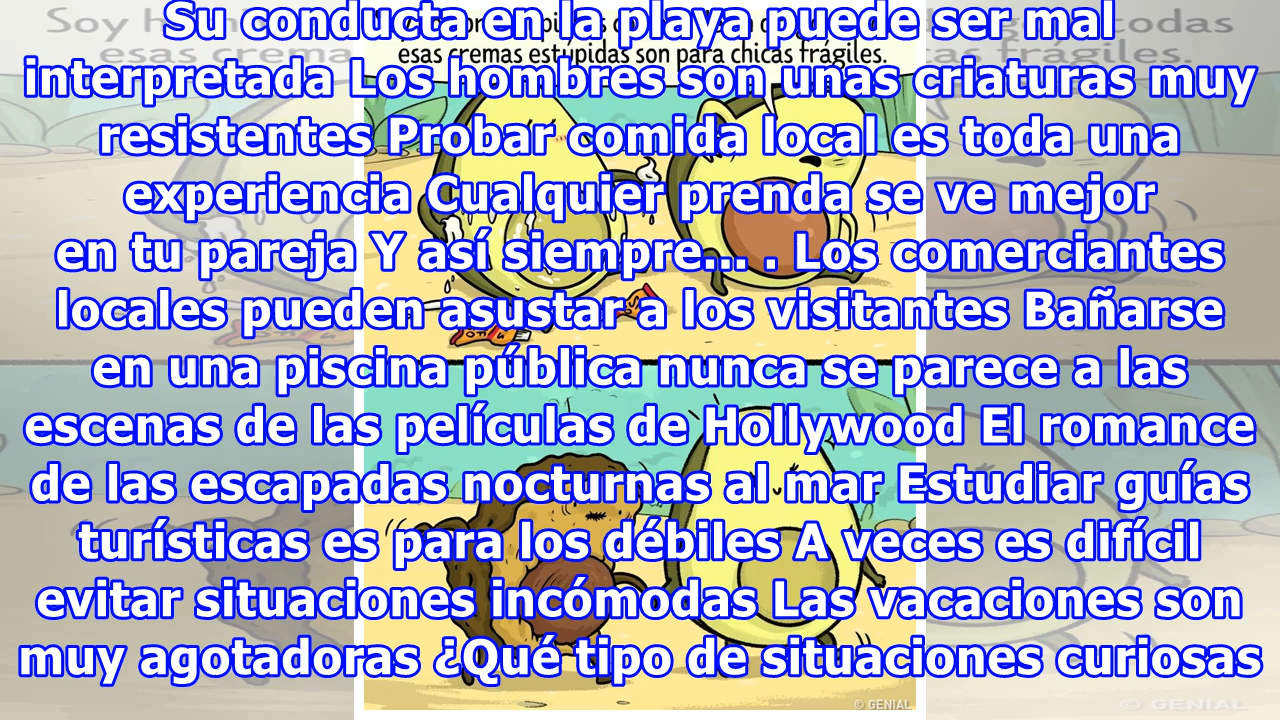 Su conducta en la playa puede ser mal
interpretada Los hombres son unas criaturas muy
resistentes Probar comida local es toda una
experiencia Cualquier prenda se ve mejor
en tu pareja Y así siempre... . Los comerciantes
locales pueden asustar a los visitantes Bañarse
en una piscina pública nunca se parece a las
escenas de las películas de Hollywood El romance
de las escapadas nocturnas al mar Estudiar guías
turísticas es para los débiles A veces es difícil
evitar situaciones incómodas Las vacaciones son
muy agotadoras ¿Qué tipo de situaciones curiosas
Soy todas
esas cremas estúpidas son para chicas frágiles.
© GENIAL
© GENIAL